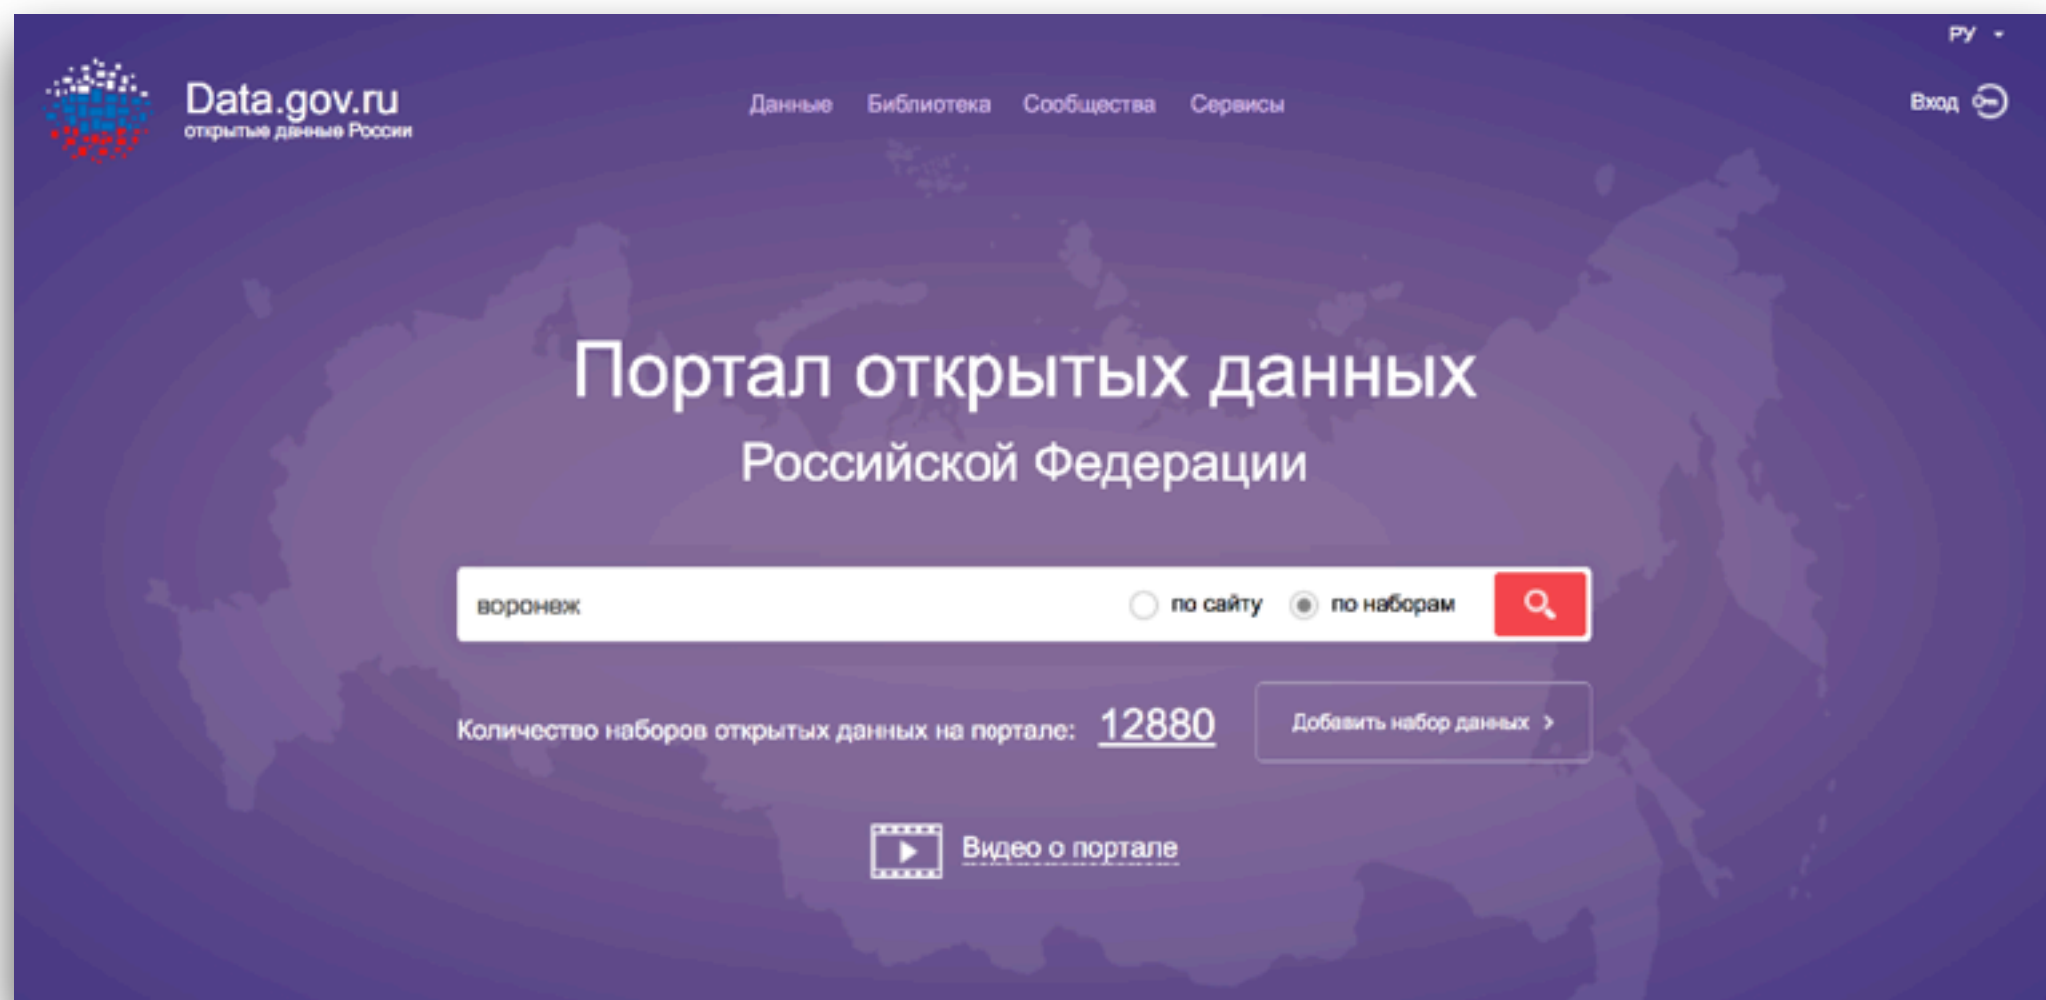 РУ
Data.gov.ru
открытые данные России
Данные Библиотека Сообщества Сервисы
Вход
Портал открытых данных
Российской Федерации
воронеж по сайту по наборам
Количество наборов открытых данных на портале: 12880 Добавить набор данных >
Видео о портале